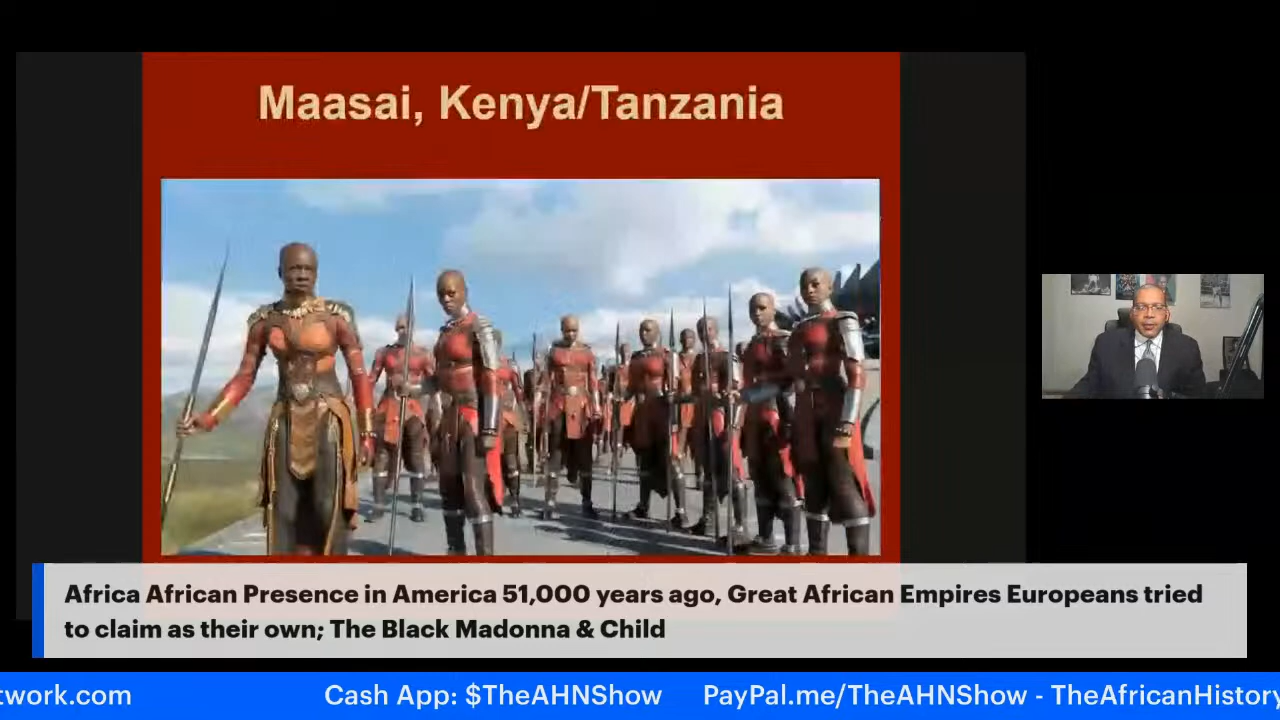 Maasai, Kenya/Tanzania
Africa African Presence in America 51,000 years ago, Great African Empires Europeans tried
to claim as their own; The Black Madonna & Child
twork.com Cash App: $TheAHNShow PayPal.me/TheAHNShow - TheAfricanHistory